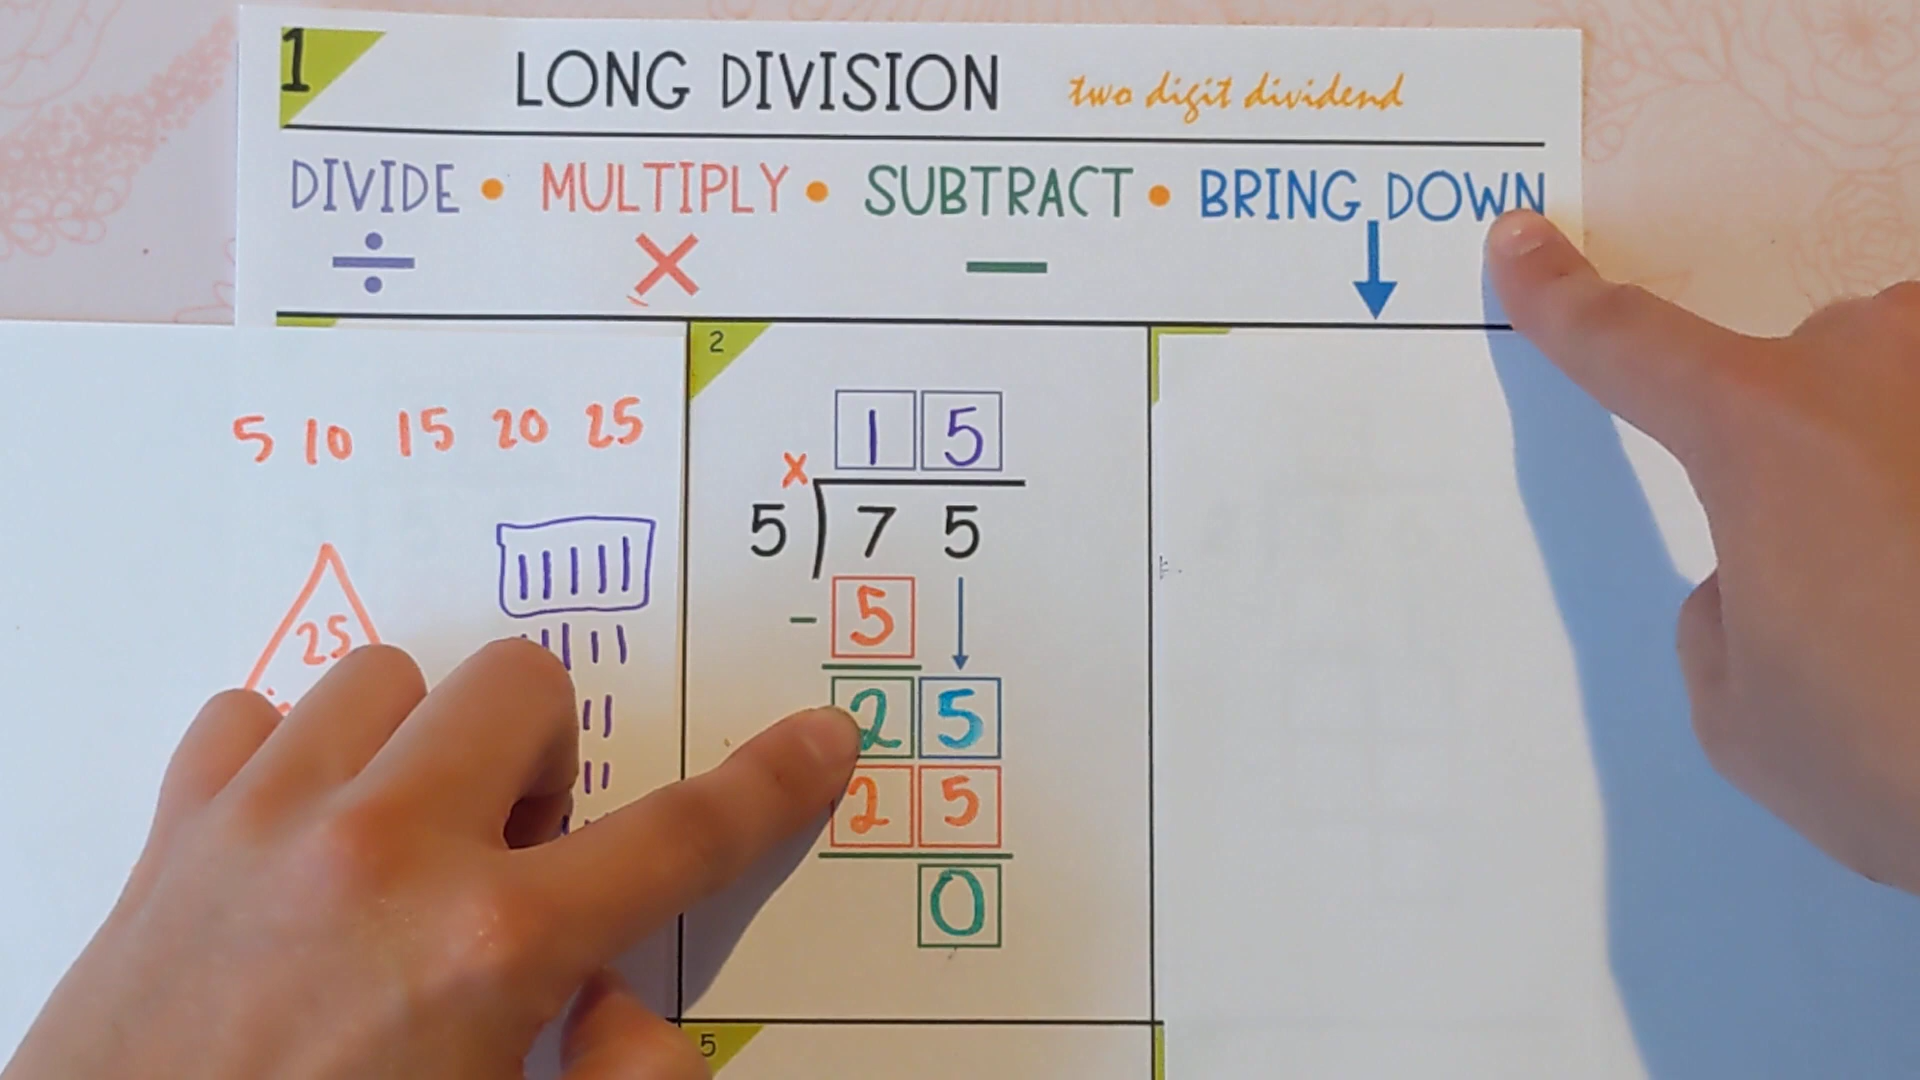 1 LONG DIVISION two digit dividend
DIVIDE • MULTIPLY • SUBTRACT • BRING DOWN
÷ × — ↓
5 10 15 20 25
25
2
1 5
x
5 ) 7 5
- 5
2 5
2 5
0
5